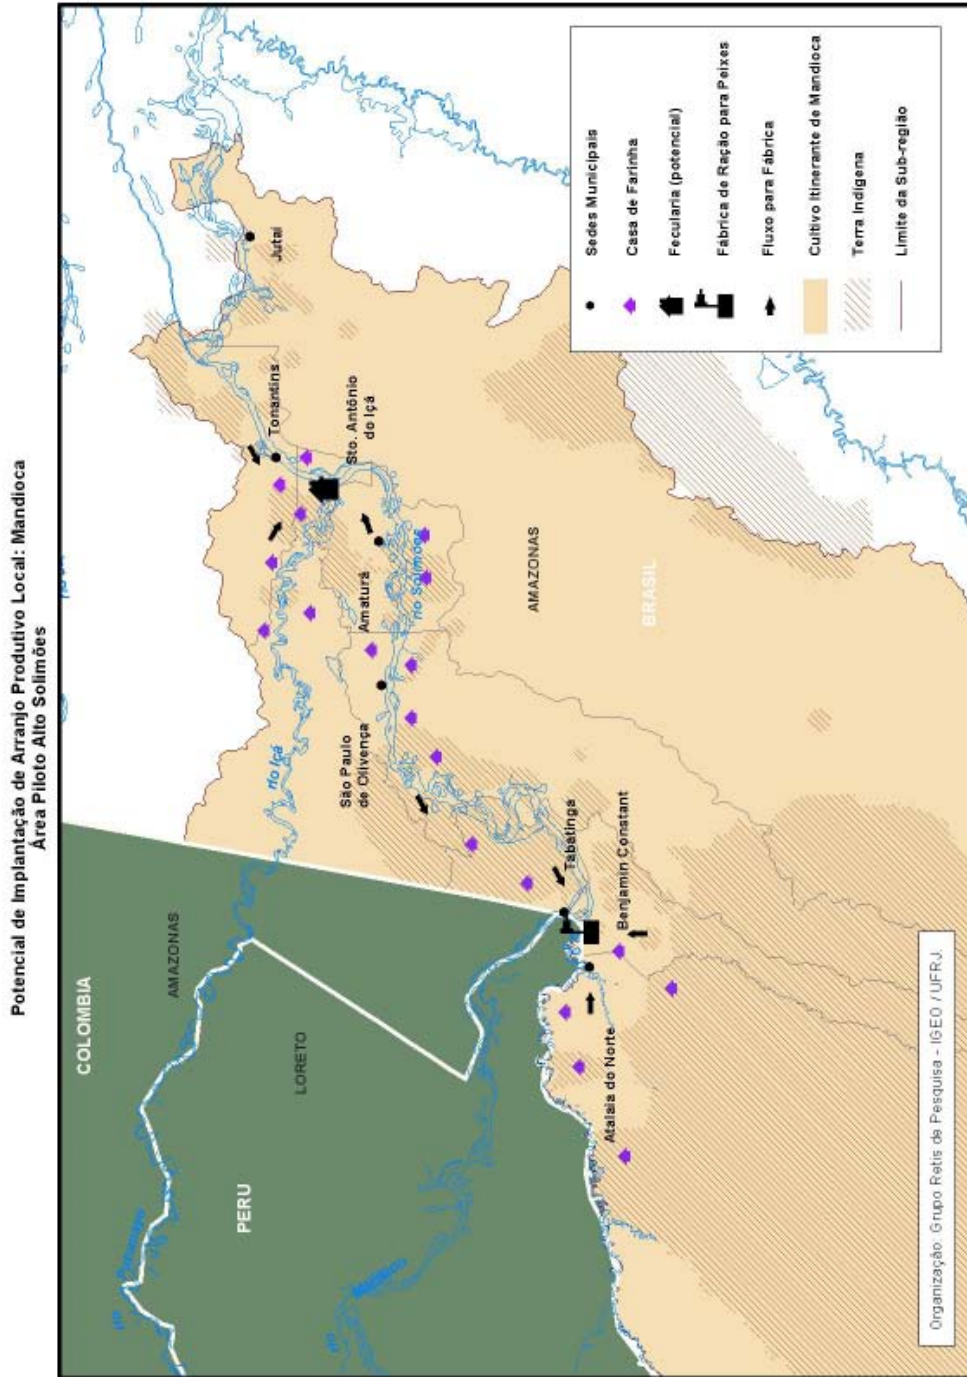 Potencial de Implantação de Arranjo Produtivo Local: Mandioca
Área Piloto Alto Solimões
COLOMBIA
AMAZONAS
PERU
LORETO
rio
Putumayo
rio
rio Içá
Tonantins
Jutaí
Sto. Antônio
do Içá
Amaturá
rio Solimões
São Paulo
de Olivença
Tabatinga
Benjamin Constant
Atalaia do Norte
AMAZONAS
BRASIL
Sedes Municipais
Casa de Farinha
Fecularia (potencial)
Fábrica de Ração para Peixes
Fluxo para Fábrica
Cultivo Itinerante de Mandioca
Terra Indígena
Limite da Sub-região
Organização: Grupo Retis de Pesquisa - IGEO / UFRJ.